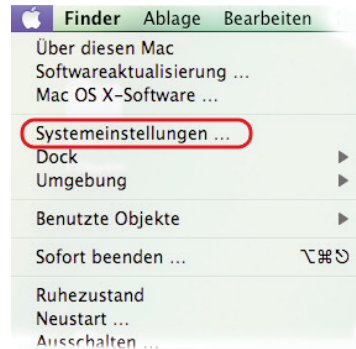 Finder Ablage Bearbeiten
Über diesen Mac
Softwareaktualisierung ...
Mac OS X-Software ...
Systemeinstellungen ...
Dock
Umgebung
Benutzte Objekte
Sofort beenden ... ⌥⌘⎋
Ruhezustand
Neustart ...
Ausschalten ...